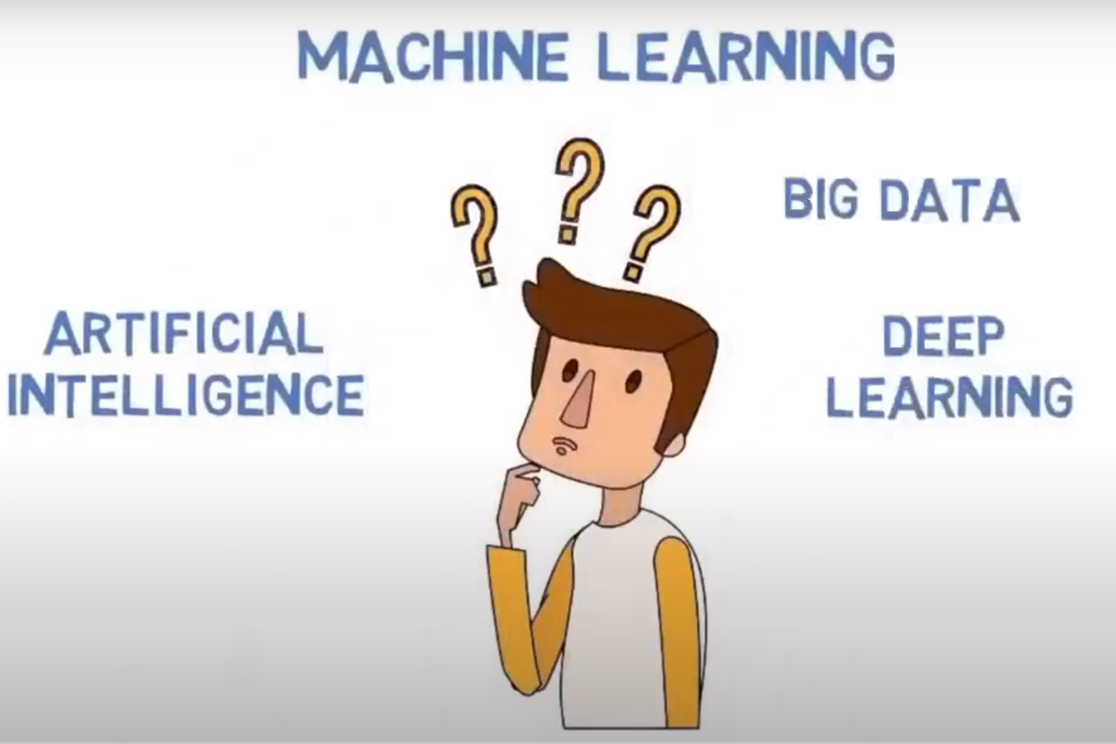 MACHINE LEARNING
? ? ?
BIG DATA
ARTIFICIAL
INTELLIGENCE
DEEP
LEARNING